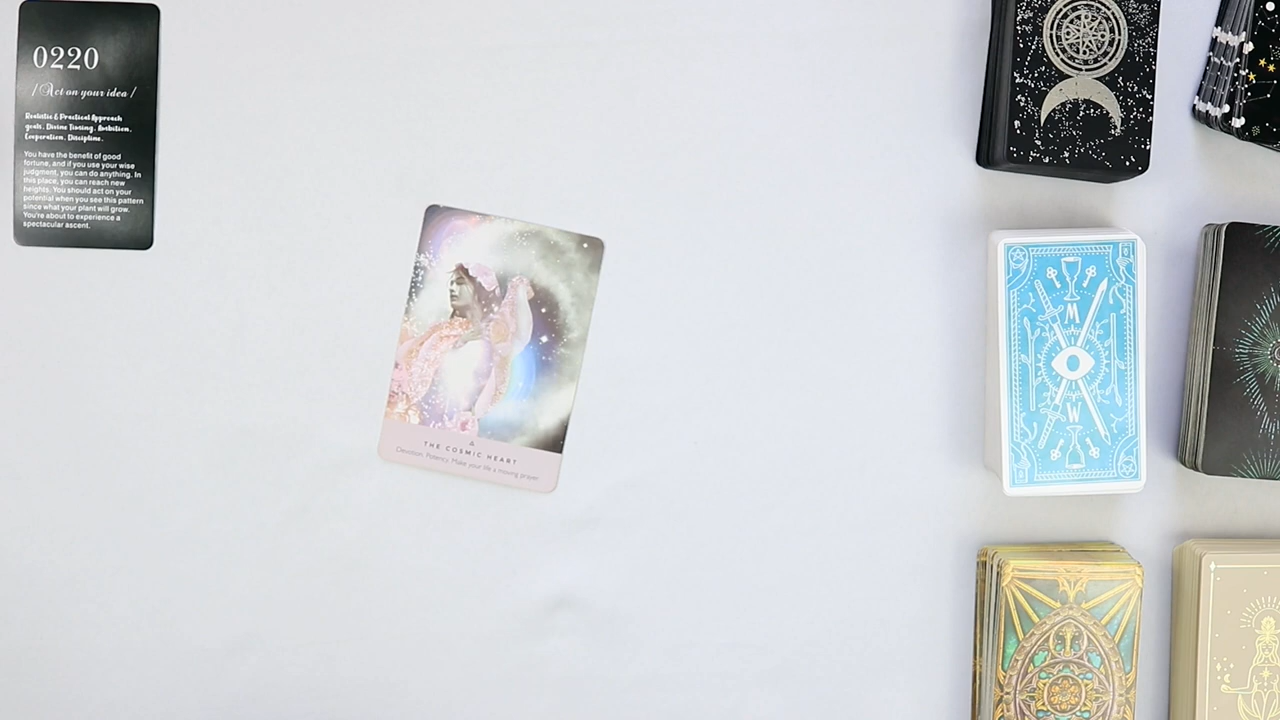 0220
/ Act on your idea /
Realistic & Practical Approach
goals, Divine Timing, Ambition,
Cooperation, Discipline.
You have the benefit of good
fortune, and if you use your wise
judgment, you can do anything. In
this place, you can reach new
heights. You should act on your
potential when you see this pattern
since what your plant will grow.
You're about to experience a
spectacular ascent.
THE COSMIC HEART
Devotion. Potency. Make your life a moving prayer
M
W